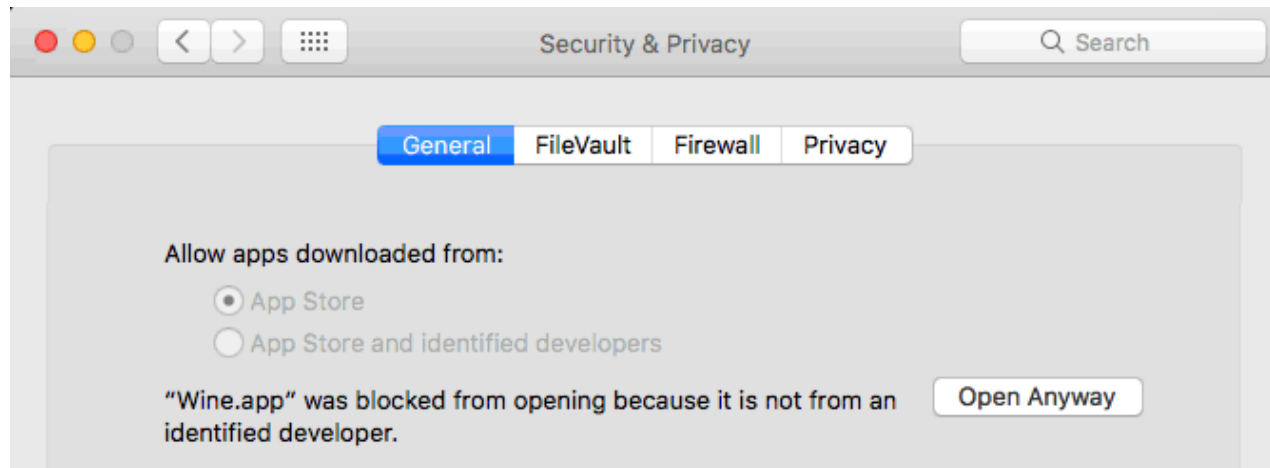 Security & Privacy
Search
General FileVault Firewall Privacy
Allow apps downloaded from:
App Store
App Store and identified developers
“Wine.app” was blocked from opening because it is not from an
Open Anyway
identified developer.